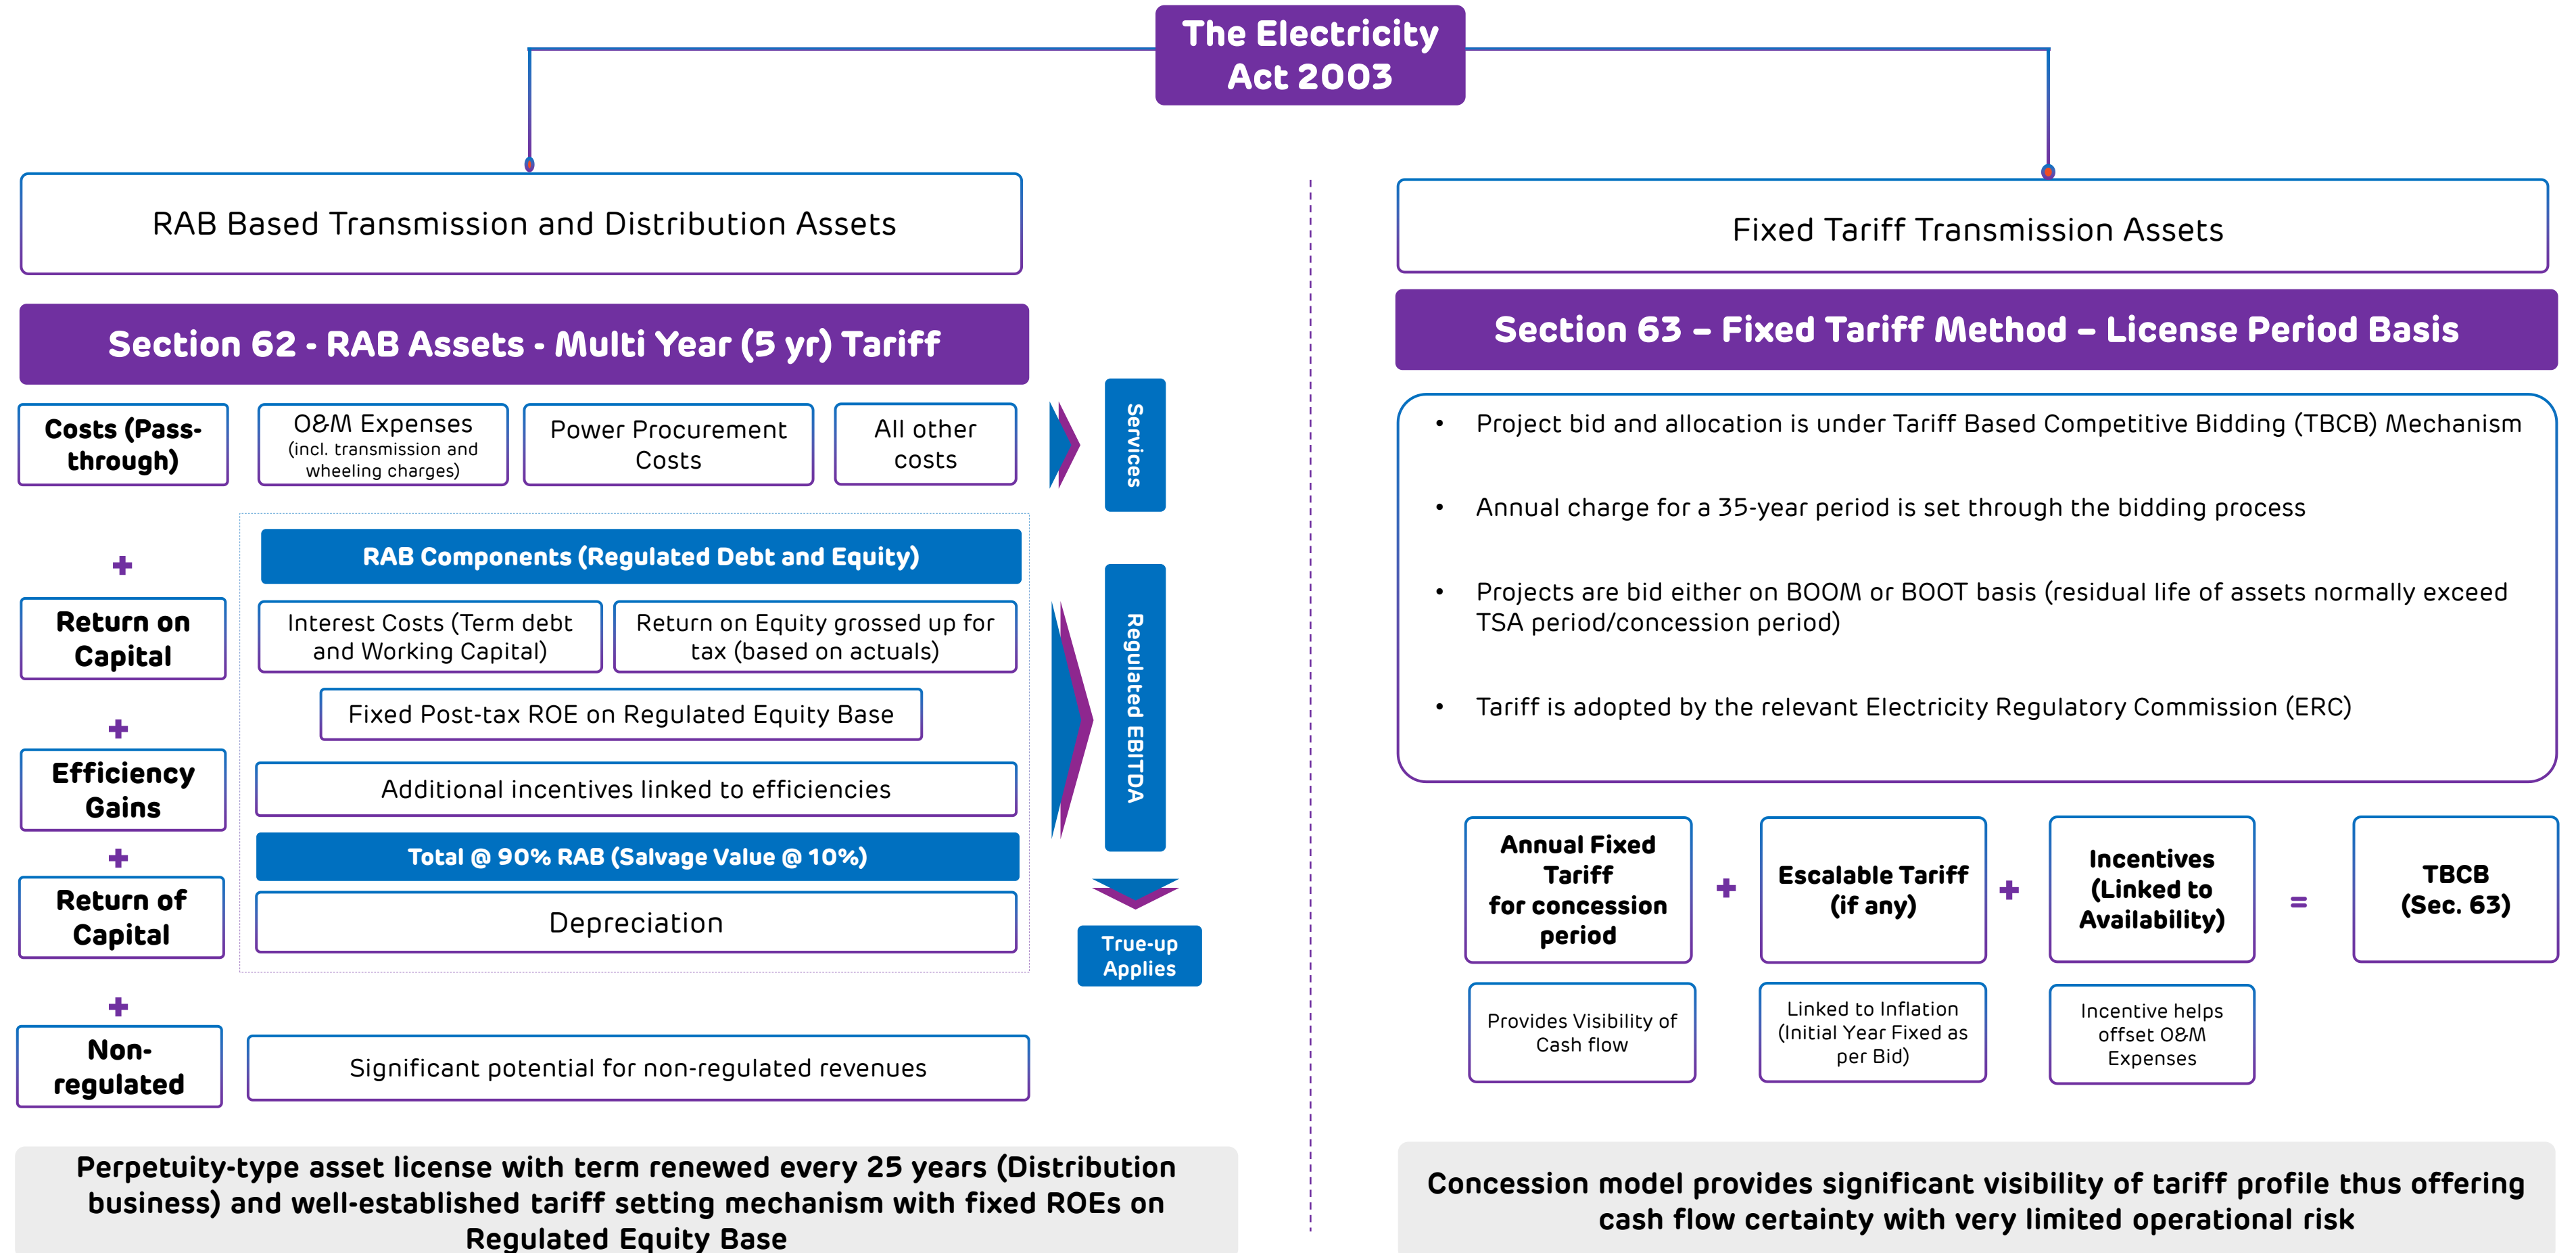 The Electricity
Act 2003
RAB Based Transmission and Distribution Assets
Section 62 - RAB Assets - Multi Year (5 yr) Tariff
Costs (Pass-
through)
O&M Expenses
(incl. transmission and
wheeling charges)
Power Procurement
Costs
All other
costs
Services
+
RAB Components (Regulated Debt and Equity)
Return on
Capital
Interest Costs (Term debt
and Working Capital)
Return on Equity grossed up for
tax (based on actuals)
Fixed Post-tax ROE on Regulated Equity Base
Regulated EBITDA
+
Efficiency
Gains
Additional incentives linked to efficiencies
+
Total @ 90% RAB (Salvage Value @ 10%)
Return of
Capital
Depreciation
True-up
Applies
+
Non-
regulated
Significant potential for non-regulated revenues
Perpetuity-type asset license with term renewed every 25 years (Distribution
business) and well-established tariff setting mechanism with fixed ROEs on
Regulated Equity Base
Fixed Tariff Transmission Assets
Section 63 – Fixed Tariff Method – License Period Basis
• Project bid and allocation is under Tariff Based Competitive Bidding (TBCB) Mechanism
• Annual charge for a 35-year period is set through the bidding process
• Projects are bid either on BOOM or BOOT basis (residual life of assets normally exceed
TSA period/concession period)
• Tariff is adopted by the relevant Electricity Regulatory Commission (ERC)
Annual Fixed
Tariff
for concession
period
+
Escalable Tariff
(if any)
+
Incentives
(Linked to
Availability)
=
TBCB
(Sec. 63)
Provides Visibility of
Cash flow
Linked to Inflation
(Initial Year Fixed as
per Bid)
Incentive helps
offset O&M
Expenses
Concession model provides significant visibility of tariff profile thus offering
cash flow certainty with very limited operational risk